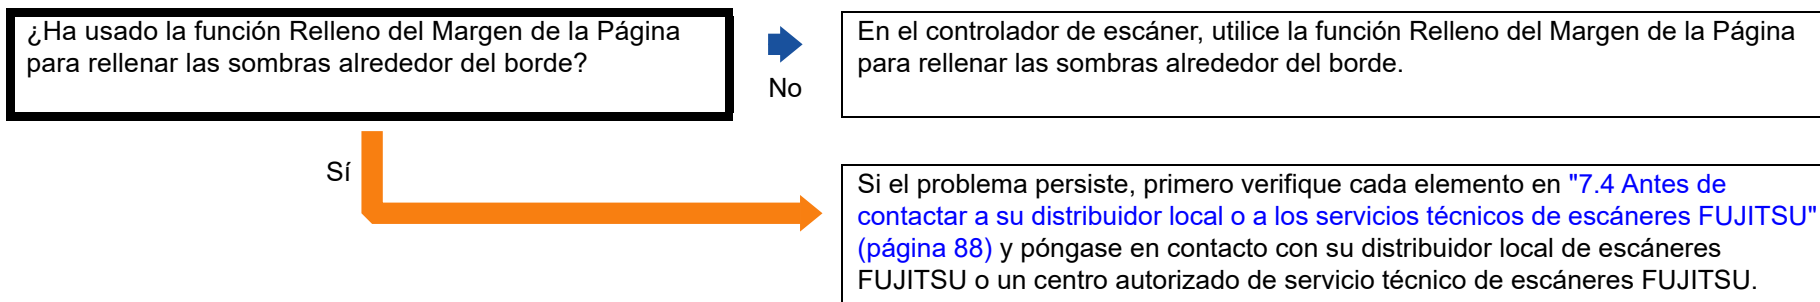 ¿Ha usado la función Relleno del Margen de la Página
para rellenar las sombras alrededor del borde?
No
En el controlador de escáner, utilice la función Relleno del Margen de la Página
para rellenar las sombras alrededor del borde.
Sí
Si el problema persiste, primero verifique cada elemento en "7.4 Antes de
contactar a su distribuidor local o a los servicios técnicos de escáneres FUJITSU"
(página 88) y póngase en contacto con su distribuidor local de escáneres
FUJITSU o un centro autorizado de servicio técnico de escáneres FUJITSU.